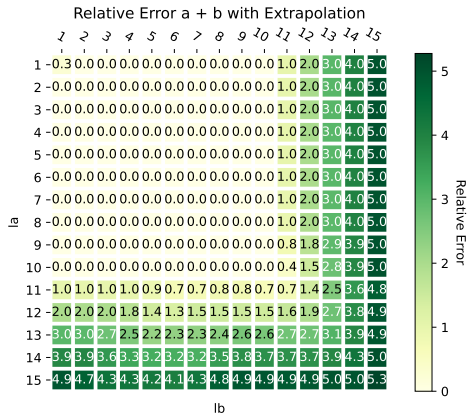 Relative Error a + b with Extrapolation
1 2 3 4 5 6 7 8 9 10 11 12 13 14 15
1 0.3 0.0 0.0 0.0 0.0 0.0 0.0 0.0 0.0 0.0 1.0 2.0 3.0 4.0 5.0
2 0.0 0.0 0.0 0.0 0.0 0.0 0.0 0.0 0.0 0.0 1.0 2.0 3.0 4.0 5.0
3 0.0 0.0 0.0 0.0 0.0 0.0 0.0 0.0 0.0 0.0 1.0 2.0 3.0 4.0 5.0
4 0.0 0.0 0.0 0.0 0.0 0.0 0.0 0.0 0.0 0.0 1.0 2.0 3.0 4.0 5.0
5 0.0 0.0 0.0 0.0 0.0 0.0 0.0 0.0 0.0 0.0 1.0 2.0 3.0 4.0 5.0
6 0.0 0.0 0.0 0.0 0.0 0.0 0.0 0.0 0.0 0.0 1.0 2.0 3.0 4.0 5.0
7 0.0 0.0 0.0 0.0 0.0 0.0 0.0 0.0 0.0 0.0 1.0 2.0 3.0 4.0 5.0
8 0.0 0.0 0.0 0.0 0.0 0.0 0.0 0.0 0.0 0.0 1.0 2.0 3.0 4.0 5.0
9 0.0 0.0 0.0 0.0 0.0 0.0 0.0 0.0 0.0 0.0 0.8 1.8 2.9 3.9 5.0
10 0.0 0.0 0.0 0.0 0.0 0.0 0.0 0.0 0.0 0.0 0.4 1.5 2.8 3.9 5.0
11 1.0 1.0 1.0 1.0 0.9 0.7 0.7 0.8 0.8 0.7 0.7 1.4 2.5 3.6 4.8
12 2.0 2.0 2.0 1.8 1.4 1.3 1.5 1.5 1.5 1.5 1.6 1.9 2.7 3.8 4.9
13 3.0 3.0 2.7 2.5 2.2 2.3 2.3 2.4 2.6 2.6 2.7 2.7 3.1 3.9 4.9
14 3.9 3.9 3.6 3.3 3.2 3.2 3.2 3.5 3.8 3.7 3.7 3.7 3.9 4.3 5.0
15 4.9 4.7 4.3 4.3 4.2 4.1 4.3 4.8 4.9 4.9 4.9 4.9 5.0 5.0 5.3
la
lb
5
4
3
2
1
0
Relative Error